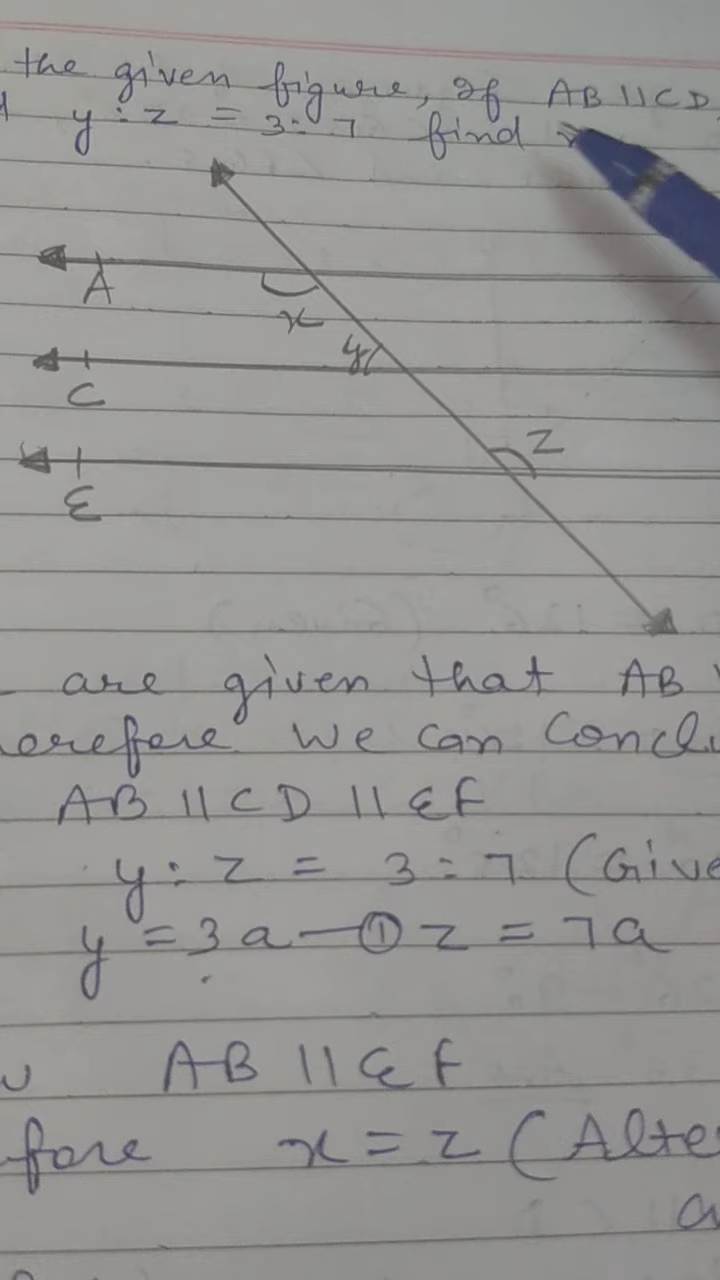 the given figure, If AB || CD,
y : z = 3 : 7 find
A
x
y
C
z
E
are given that AB
We can
AB || CD || EF
y : z = 3 : 7 (Give
y = 3a — ① z = 7a
AB || EF
x = z (Alte